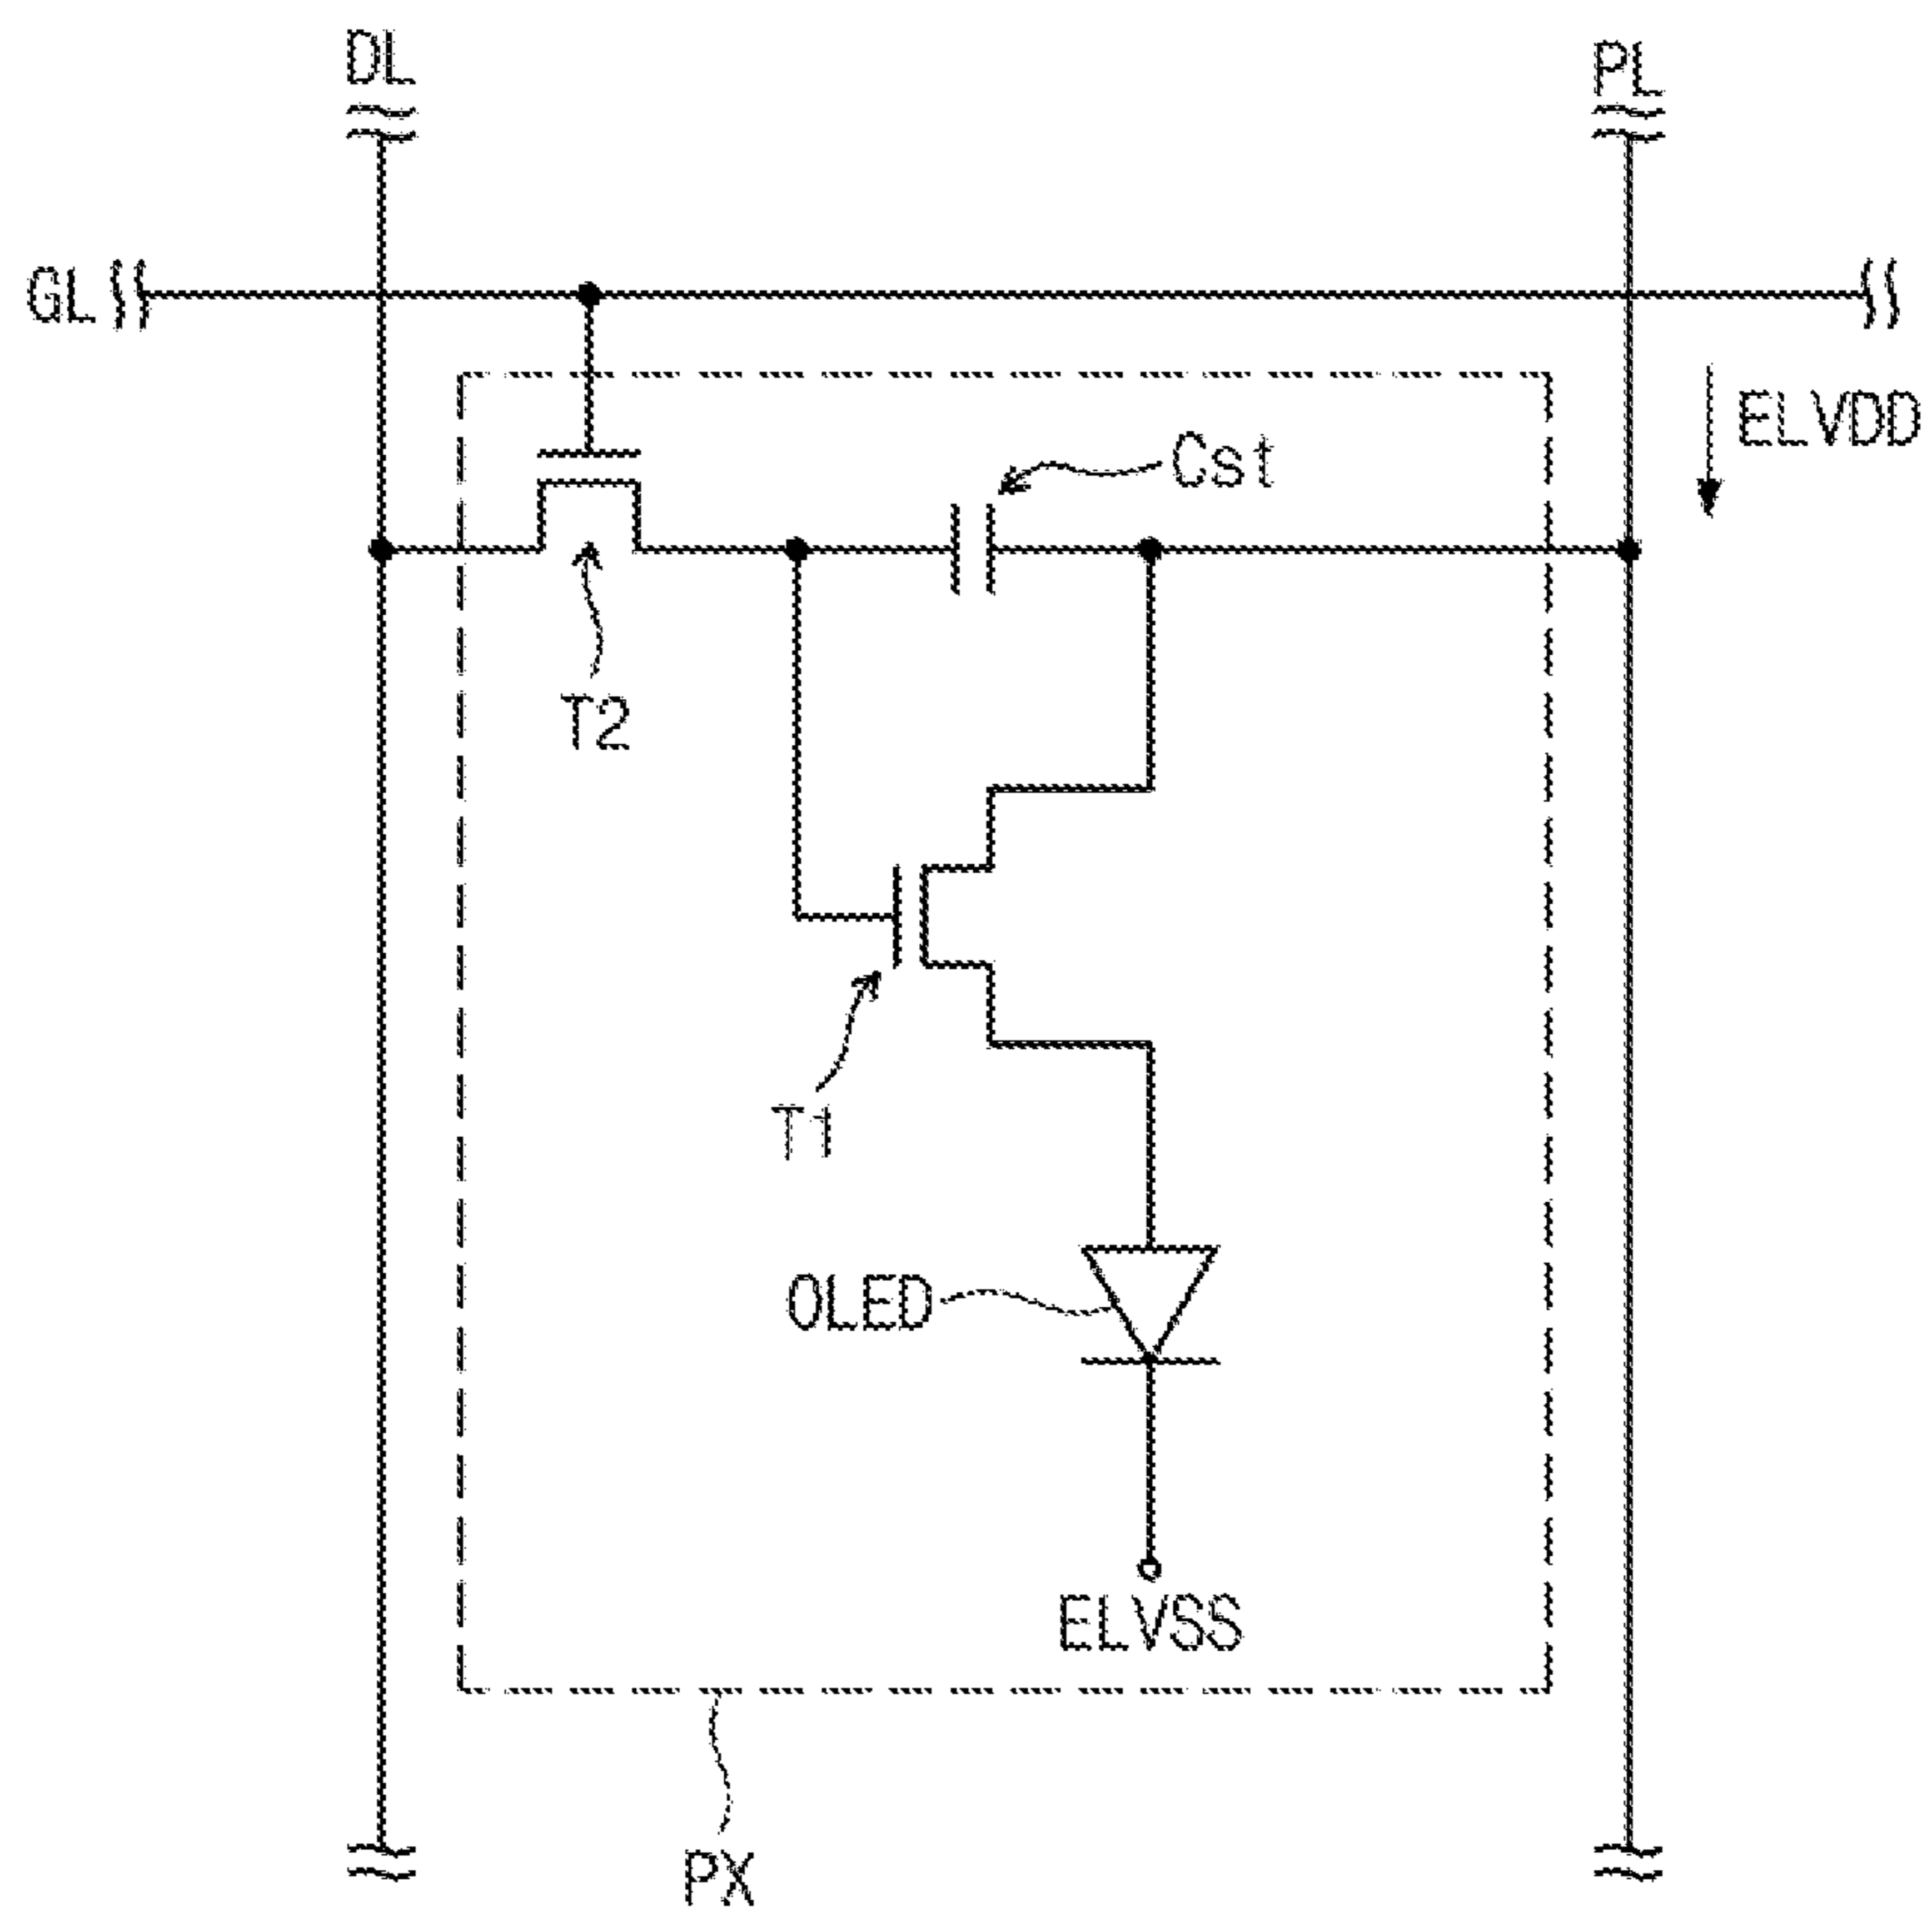 DL
PL
GL
ELVDD
Cst
T2
T1
OLED
ELVSS
PX